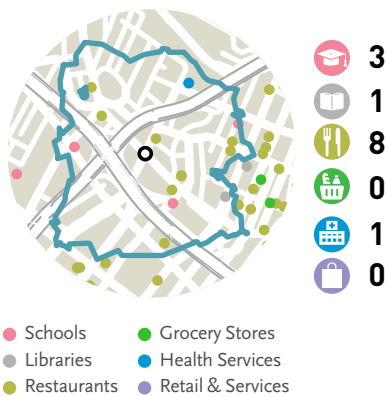 3
1
8
0
1
0
Schools
Grocery Stores
Libraries
Health Services
Restaurants
Retail & Services